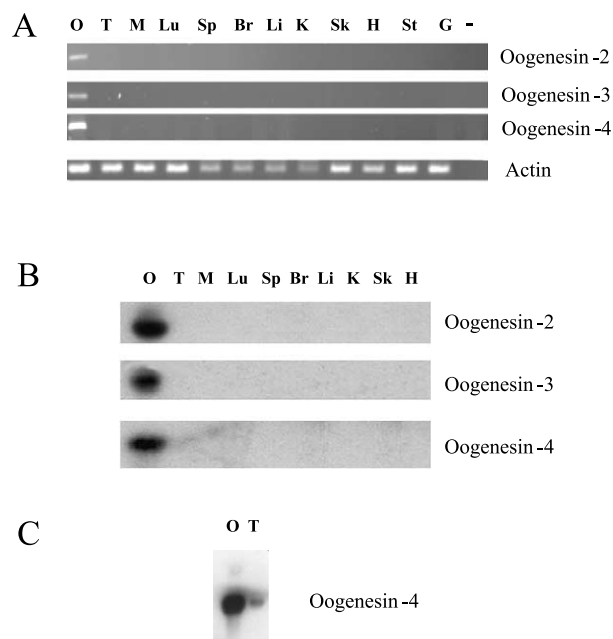 A
O T M Lu Sp Br Li K Sk H St G -
Oogenesin -2
Oogenesin -3
Oogenesin -4
Actin
B
O T M Lu Sp Br Li K Sk H
Oogenesin -2
Oogenesin -3
Oogenesin -4
C
O T
Oogenesin -4